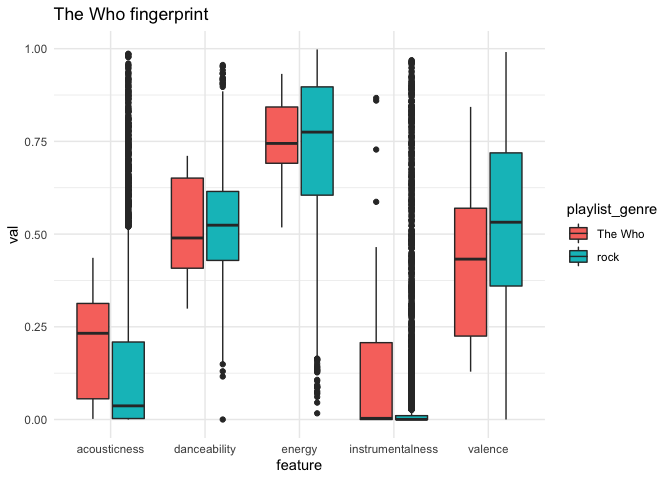 The Who fingerprint
1.00
0.75
0.50
0.25
0.00
val
acousticness danceability energy instrumentalness valence
feature
playlist_genre
The Who
rock